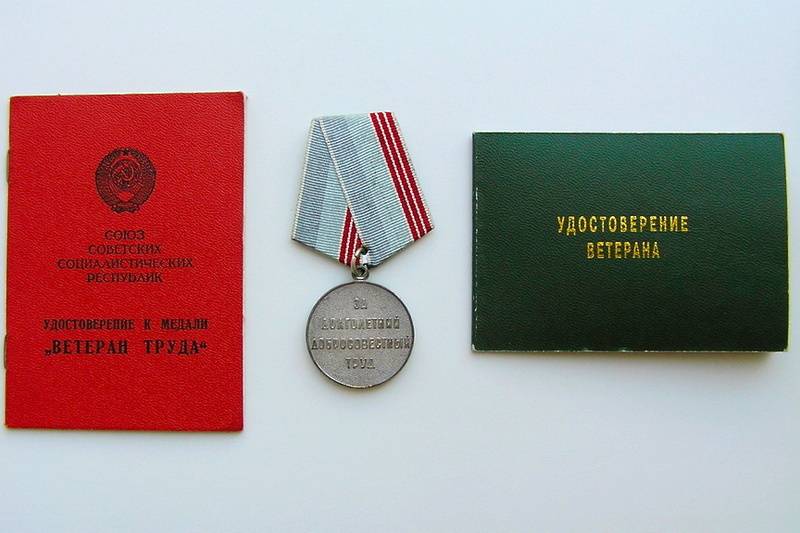 СОЮЗ
СОВЕТСКИХ
СОЦИАЛИСТИЧЕСКИХ
РЕСПУБЛИК
УДОСТОВЕРЕНИЕ К МЕДАЛИ
„ВЕТЕРАН ТРУДА“
ЗА
ДОЛГОЛЕТНИЙ
ДОБРОСОВЕСТНЫЙ
ТРУД
УДОСТОВЕРЕНИЕ
ВЕТЕРАНА